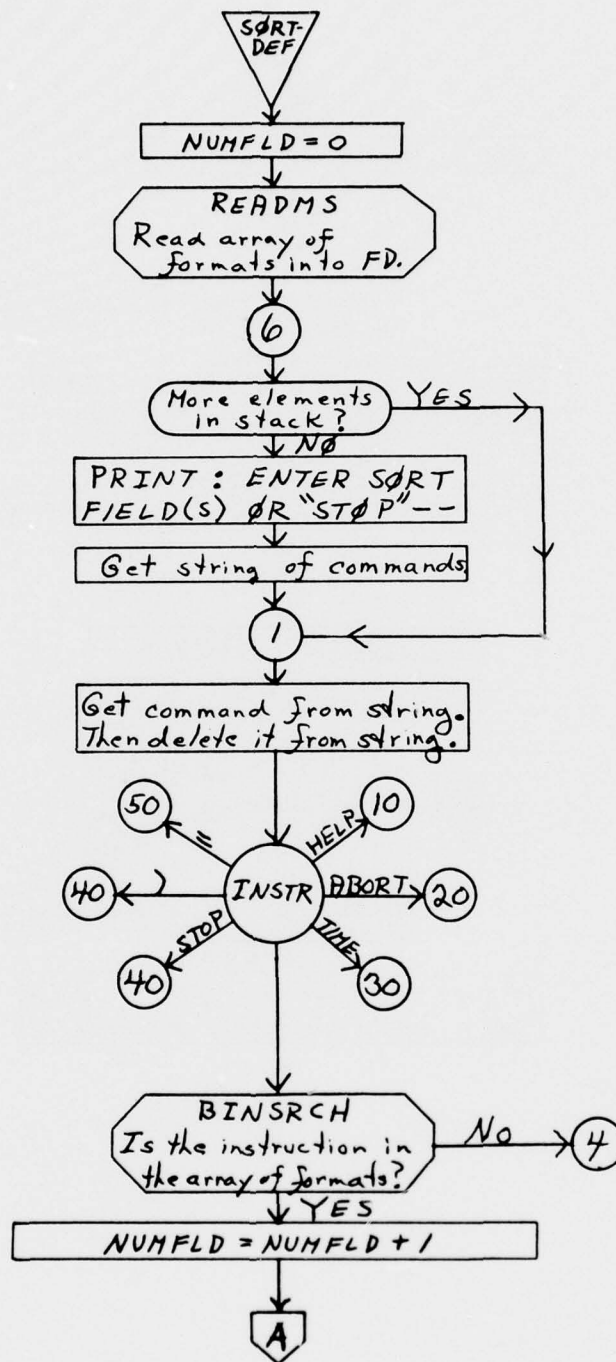 SØRT-
DEF
NUMFLD = 0
READMS
Read array of
formats into FD.
6
More elements
in stack?
YES
NØ
PRINT: ENTER SØRT
FIELD(S) ØR "STØP"--
Get string of commands.
1
Get command from string.
Then delete it from string.
50
=
HELP
10
40
)
INSTR
ABORT
20
STOP
40
TIME
30
BINSRCH
Is the instruction in
the array of formats?
NO
4
YES
NUMFLD = NUMFLD + 1
A